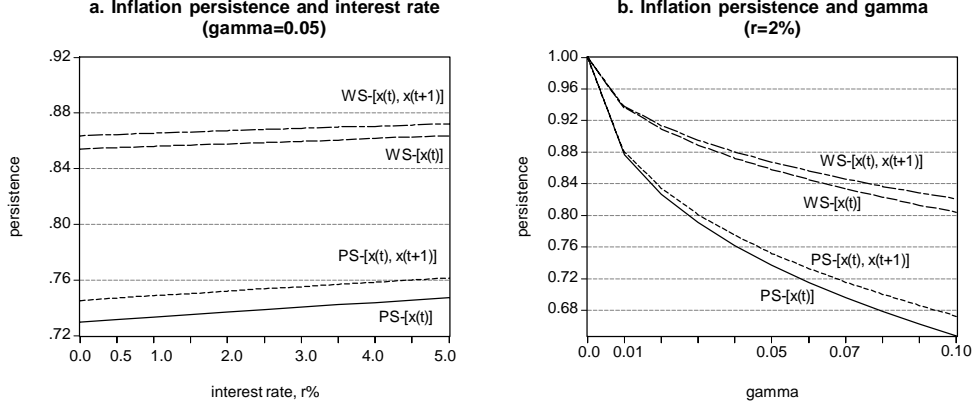 a. Inflation persistence and interest rate
(gamma=0.05)
.92
.88
.84
.80
.76
.72
persistence
WS-[x(t), x(t+1)]
WS-[x(t)]
PS-[x(t), x(t+1)]
PS-[x(t)]
0.0 0.5 1.0 2.0 3.0 4.0 5.0
interest rate, r%
b. Inflation persistence and gamma
(r=2%)
1.00
0.96
0.92
0.88
0.84
0.80
0.76
0.72
0.68
persistence
WS-[x(t), x(t+1)]
WS-[x(t)]
PS-[x(t), x(t+1)]
PS-[x(t)]
0.0 0.01 0.05 0.07 0.10
gamma